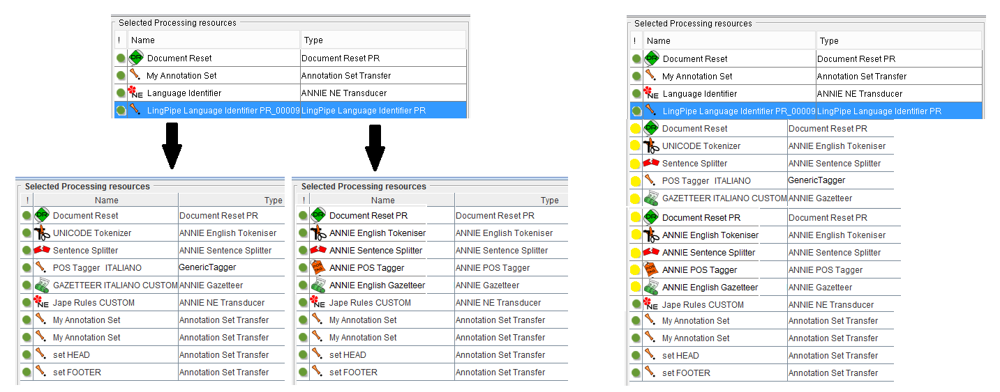 Selected Processing resources
! Name Type
Document Reset Document Reset PR
My Annotation Set Annotation Set Transfer
Language Identifier ANNIE NE Transducer
LingPipe Language Identifier PR_00009 LingPipe Language Identifier PR
Selected Processing resources
! Name Type
Document Reset Document Reset PR
UNICODE Tokenizer ANNIE English Tokeniser
Sentence Splitter ANNIE Sentence Splitter
POS Tagger ITALIANO GenericTagger
GAZETTEER ITALIANO CUSTOM ANNIE Gazetteer
Jape Rules CUSTOM ANNIE NE Transducer
My Annotation Set Annotation Set Transfer
My Annotation Set Annotation Set Transfer
set HEAD Annotation Set Transfer
set FOOTER Annotation Set Transfer
Selected Processing resources
! Name Type
Document Reset PR Document Reset PR
ANNIE English Tokeniser ANNIE English Tokeniser
ANNIE Sentence Splitter ANNIE Sentence Splitter
ANNIE POS Tagger ANNIE POS Tagger
ANNIE English Gazetteer ANNIE Gazetteer
Jape Rules CUSTOM ANNIE NE Transducer
My Annotation Set Annotation Set Transfer
My Annotation Set Annotation Set Transfer
set HEAD Annotation Set Transfer
set FOOTER Annotation Set Transfer
Selected Processing resources
! Name Type
Document Reset Document Reset PR
My Annotation Set Annotation Set Transfer
Language Identifier ANNIE NE Transducer
LingPipe Language Identifier PR_00009 LingPipe Language Identifier PR
Document Reset Document Reset PR
UNICODE Tokenizer ANNIE English Tokeniser
Sentence Splitter ANNIE Sentence Splitter
POS Tagger ITALIANO GenericTagger
GAZETTEER ITALIANO CUSTOM ANNIE Gazetteer
Document Reset PR Document Reset PR
ANNIE English Tokeniser ANNIE English Tokeniser
ANNIE Sentence Splitter ANNIE Sentence Splitter
ANNIE POS Tagger ANNIE POS Tagger
ANNIE English Gazetteer ANNIE Gazetteer
Jape Rules CUSTOM ANNIE NE Transducer
My Annotation Set Annotation Set Transfer
My Annotation Set Annotation Set Transfer
set HEAD Annotation Set Transfer
set FOOTER Annotation Set Transfer